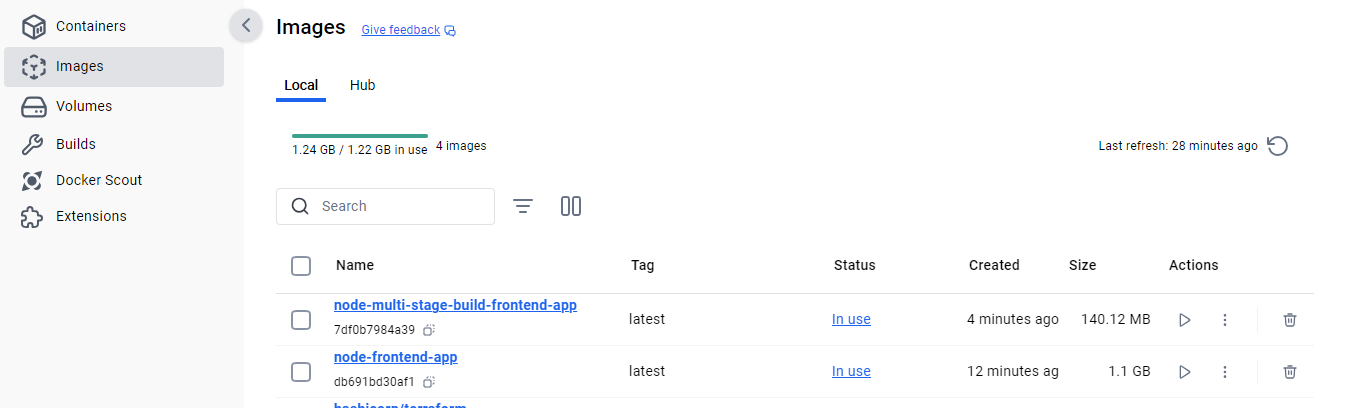 Containers
Images
Volumes
Builds
Docker Scout
Extensions
Images Give feedback
Local Hub
1.24 GB / 1.22 GB in use 4 images
Last refresh: 28 minutes ago
Search
Name Tag Status Created Size Actions
node-multi-stage-build-frontend-app
7df0b7984a39
latest In use 4 minutes ago 140.12 MB
node-frontend-app
db691bd30af1
latest In use 12 minutes ag 1.1 GB
hashicorp/terraform